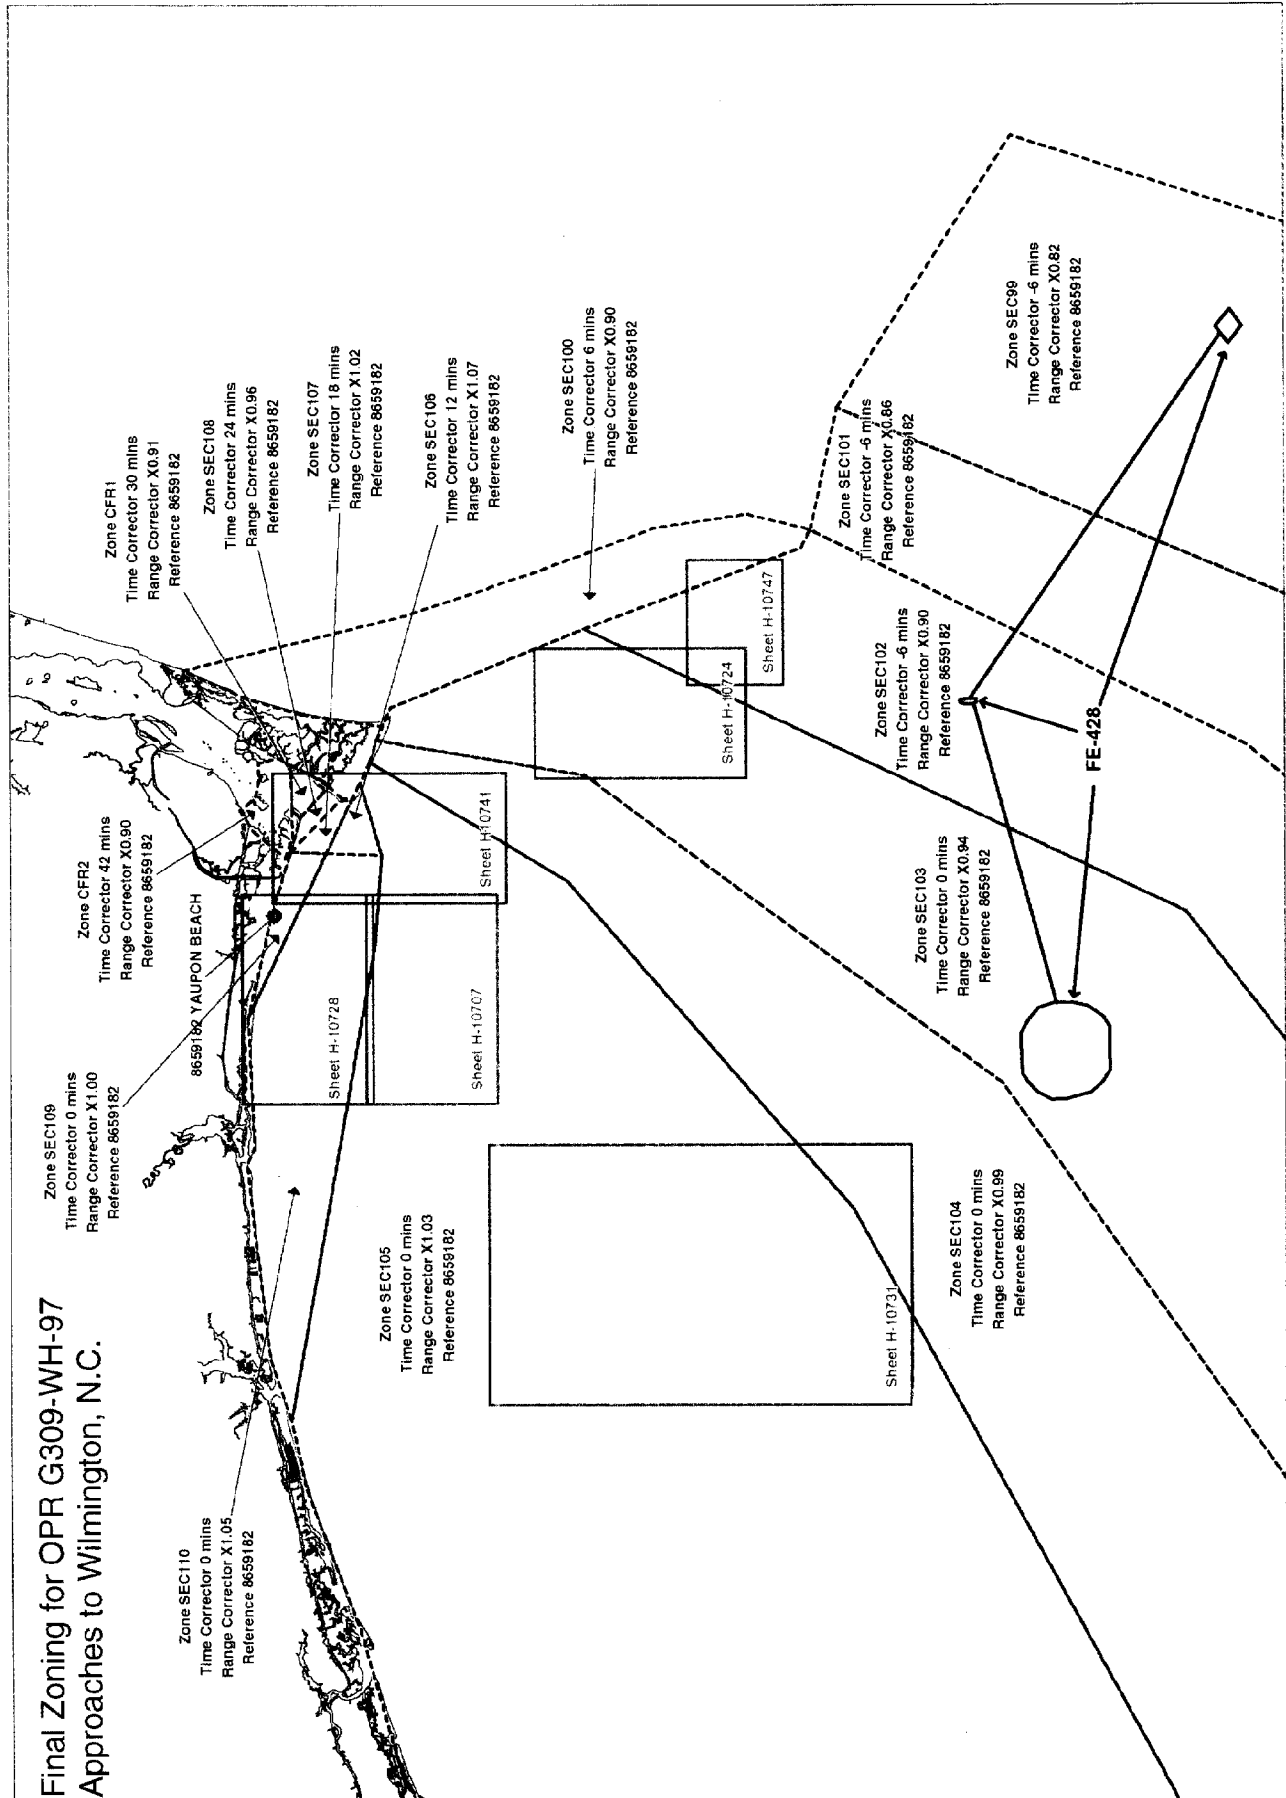 Final Zoning for OPR G309-WH-97
Approaches to Wilmington, N.C.
Zone SEC110
Time Corrector 0 mins
Range Corrector X1.05
Reference 8659182
Zone SEC109
Time Corrector 0 mins
Range Corrector X1.00
Reference 8659182
Zone CFR2
Time Corrector 42 mins
Range Corrector X0.90
Reference 8659182
Zone CFR1
Time Corrector 30 mins
Range Corrector X0.91
Reference 8659182
Zone SEC108
Time Corrector 24 mins
Range Corrector X0.96
Reference 8659182
Zone SEC107
Time Corrector 18 mins
Range Corrector X1.02
Reference 8659182
Zone SEC106
Time Corrector 12 mins
Range Corrector X1.07
Reference 8659182
8659182 YAUPON BEACH
Sheet H-10728
Sheet H-10707
Sheet H-10741
Zone SEC105
Time Corrector 0 mins
Range Corrector X1.03
Reference 8659182
Zone SEC100
Time Corrector 6 mins
Range Corrector X0.90
Reference 8659182
Sheet H-10724
Sheet H-10747
Sheet H-10731
Zone SEC104
Time Corrector 0 mins
Range Corrector X0.99
Reference 8659182
Zone SEC103
Time Corrector 0 mins
Range Corrector X0.94
Reference 8659182
Zone SEC102
Time Corrector -6 mins
Range Corrector X0.90
Reference 8659182
Zone SEC101
Time Corrector -6 mins
Range Corrector X0.86
Reference 8659182
Zone SEC99
Time Corrector -6 mins
Range Corrector X0.82
Reference 8659182
FE-428